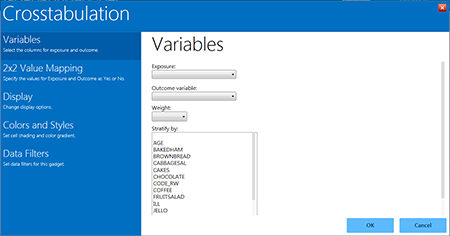 Crosstabulation
Variables
Select the columns for exposure and outcome.
2x2 Value Mapping
Specify the values for Exposure and Outcome as Yes or No.
Display
Change display options.
Colors and Styles
Set cell shading and color gradient.
Data Filters
Set data filters for this gadget
Variables
Exposure:
Outcome variable:
Weight:
Stratify by:
AGE
BAKEDHAM
BROWNBREAD
CABBAGESAL
CAKES
CHOCOLATE
CODE_RW
COFFEE
FRUITSALAD
ILL
JELLO
OK
Cancel